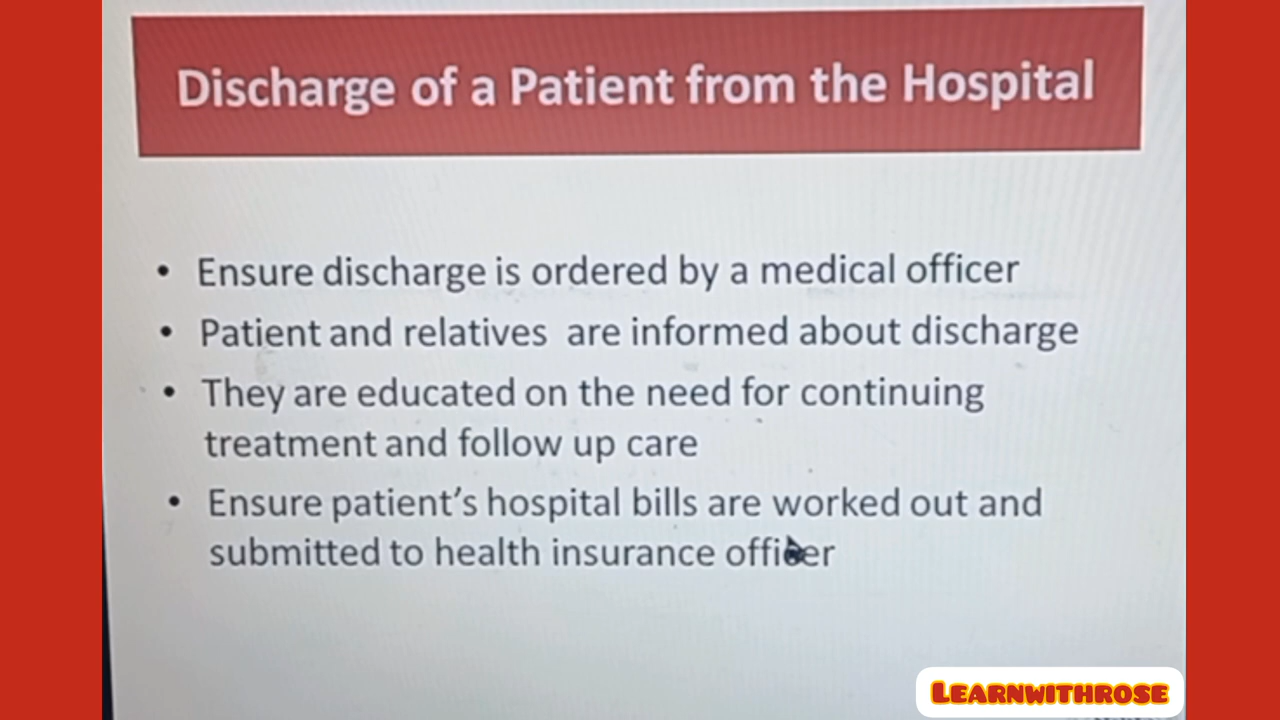 Discharge of a Patient from the Hospital
• Ensure discharge is ordered by a medical officer
• Patient and relatives are informed about discharge
• They are educated on the need for continuing
treatment and follow up care
• Ensure patient's hospital bills are worked out and
submitted to health insurance officer
LEARNWITHROSE